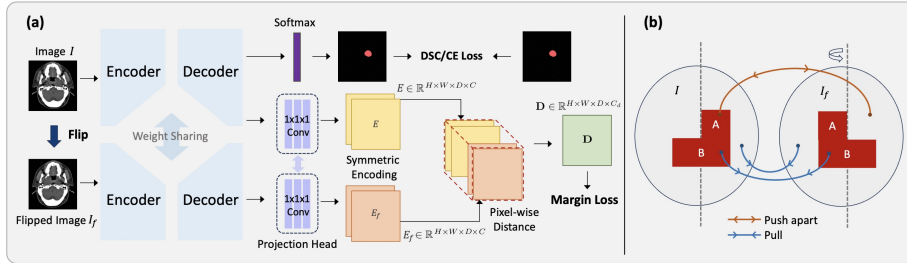 (a)
Image I
Flip
Flipped Image I_f
Encoder
Decoder
Weight Sharing
Encoder
Decoder
Softmax
DSC/CE Loss
1x1x1
Conv
E
Symmetric
Encoding
E ∈ ℝ^{H×W×D×C}
1x1x1
Conv
Projection Head
E_f
E_f ∈ ℝ^{H×W×D×C}
Pixel-wise
Distance
D ∈ ℝ^{H×W×D×C_d}
D
Margin Loss
(b)
I
A
B
I_f
A
B
Push apart
Pull